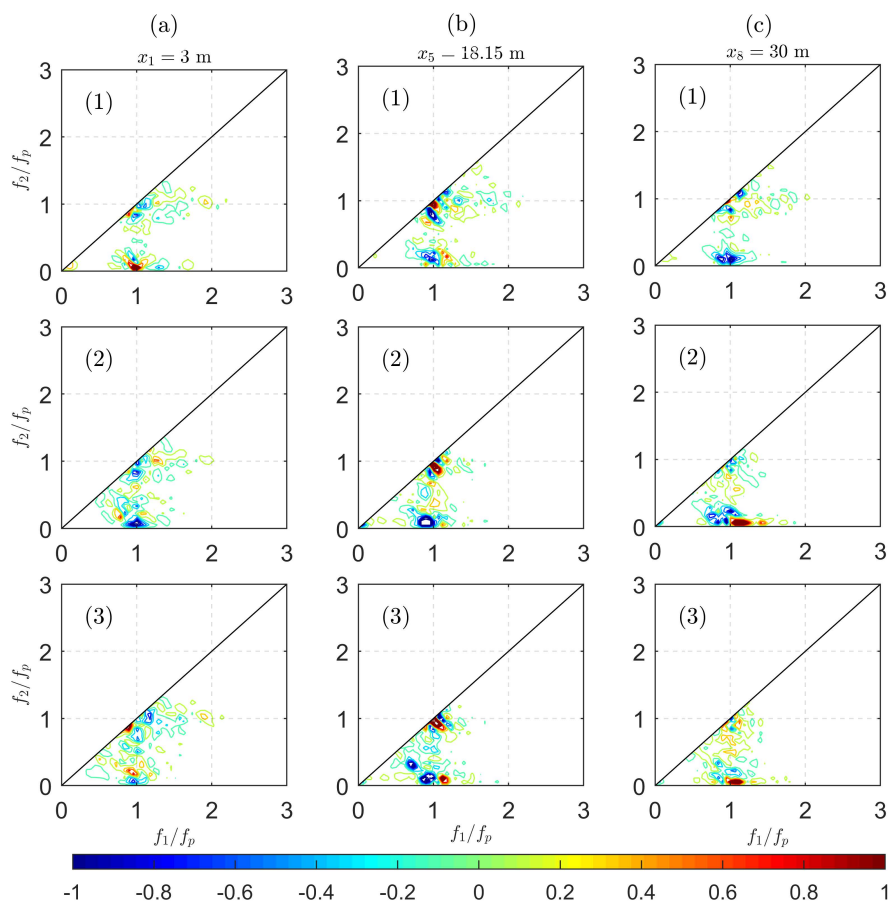 (a) (b) (c)
x₁ = 3 m x₅ − 18.15 m x₈ = 30 m
3 3 3
(1) (1) (1)
2 2 2
f₂/fₚ
1 1 1
0 0 0
0 1 2 3 0 1 2 3 0 1 2 3
3 3 3
(2) (2) (2)
2 2 2
f₂/fₚ
1 1 1
0 0 0
0 1 2 3 0 1 2 3 0 1 2 3
3 3 3
(3) (3) (3)
2 2 2
f₂/fₚ
1 1 1
0 0 0
0 1 2 3 0 1 2 3 0 1 2 3
f₁/fₚ f₁/fₚ f₁/fₚ
-1 -0.8 -0.6 -0.4 -0.2 0 0.2 0.4 0.6 0.8 1